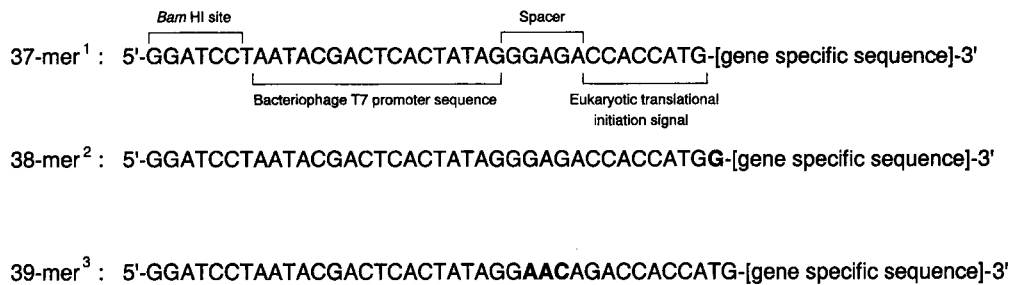 Bam HI site Spacer
37-mer1 : 5'-GGATCCTAATACGACTCACTATAGGGAGACCACCATG-[gene specific sequence]-3'
Bacteriophage T7 promoter sequence Eukaryotic translational
initiation signal
38-mer2 : 5'-GGATCCTAATACGACTCACTATAGGGAGACCACCATGG-[gene specific sequence]-3'
39-mer3 : 5'-GGATCCTAATACGACTCACTATAGGAACAGACCACCATG-[gene specific sequence]-3'